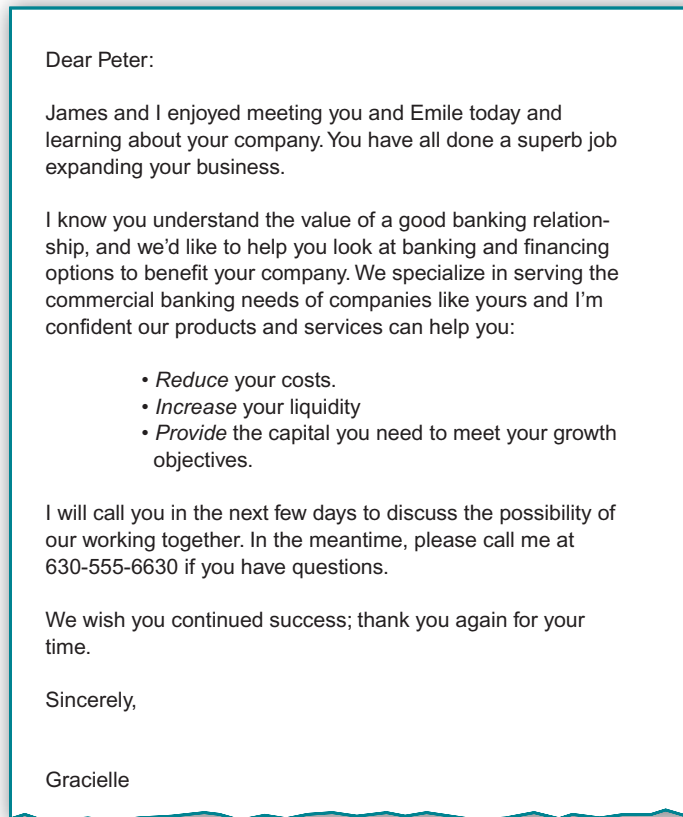 Dear Peter:
James and I enjoyed meeting you and Emile today and
learning about your company. You have all done a superb job
expanding your business.
I know you understand the value of a good banking relation-
ship, and we'd like to help you look at banking and financing
options to benefit your company. We specialize in serving the
commercial banking needs of companies like yours and I'm
confident our products and services can help you:
• Reduce your costs.
• Increase your liquidity
• Provide the capital you need to meet your growth
objectives.
I will call you in the next few days to discuss the possibility of
our working together. In the meantime, please call me at
630-555-6630 if you have questions.
We wish you continued success; thank you again for your
time.
Sincerely,
Gracielle